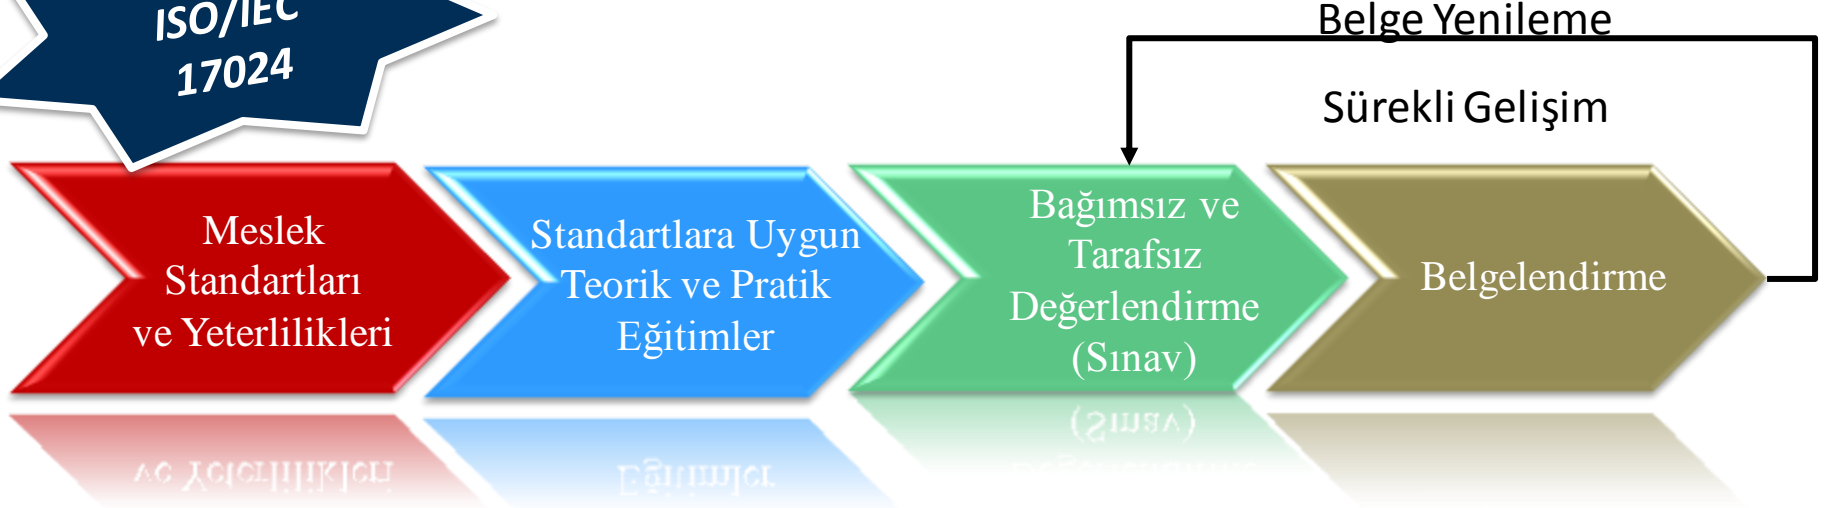 ISO/IEC
17024
Belge Yenileme
Sürekli Gelişim
Meslek
Standartları
ve Yeterlilikleri
Standartlara Uygun
Teorik ve Pratik
Eğitimler
Bağımsız ve
Tarafsız
Değerlendirme
(Sınav)
Belgelendirme